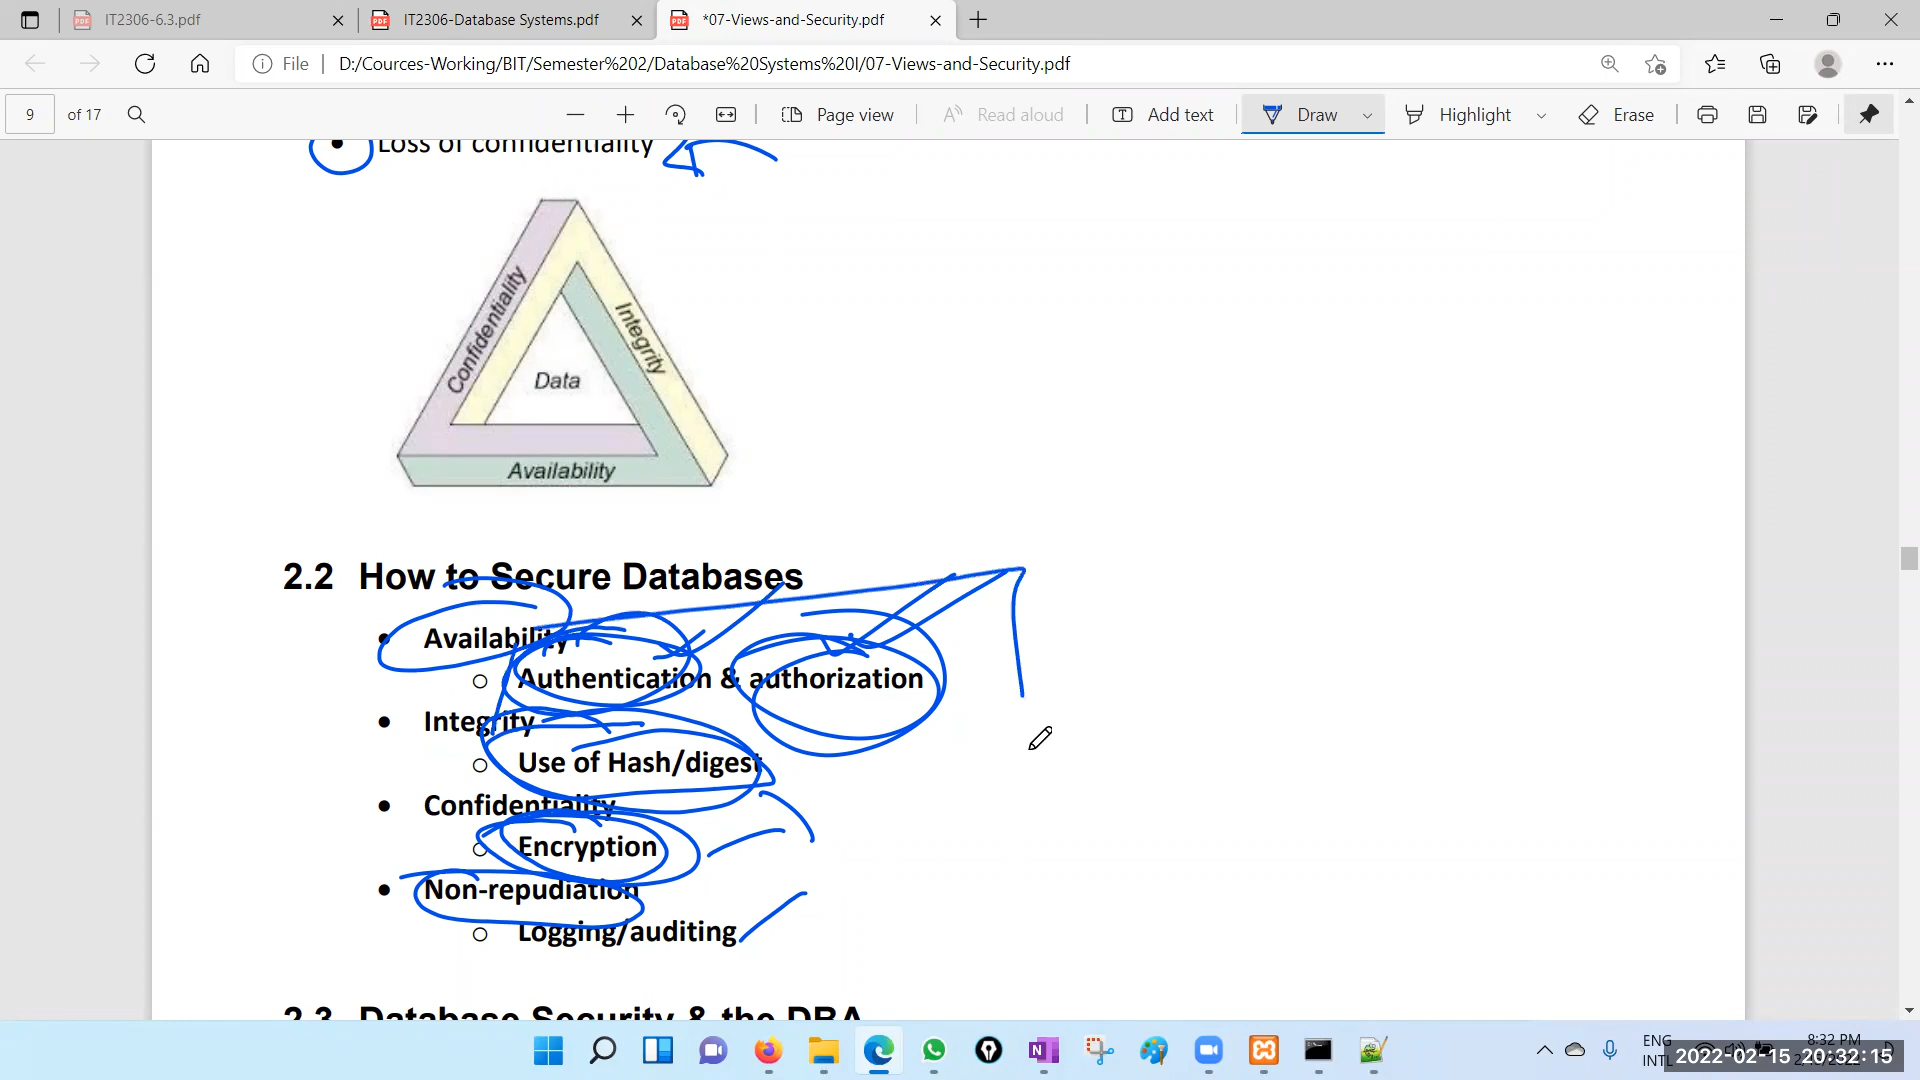 IT2306-6.3.pdf
IT2306-Database Systems.pdf
*07-Views-and-Security.pdf
File
D:/Cources-Working/BIT/Semester%202/Database%20Systems%20I/07-Views-and-Security.pdf
9 of 17
Page view
Read aloud
Add text
Draw
Highlight
Erase
Loss of confidentiality
Confidentiality
Integrity
Data
Availability
2.2 How to Secure Databases
• Availability
o Authentication & authorization
• Integrity
o Use of Hash/digest
• Confidentiality
o Encryption
• Non-repudiation
o Logging/auditing
2.3 Database Security & the DBA
ENG
INTL
8:32 PM
2022-02-15 20:32:15